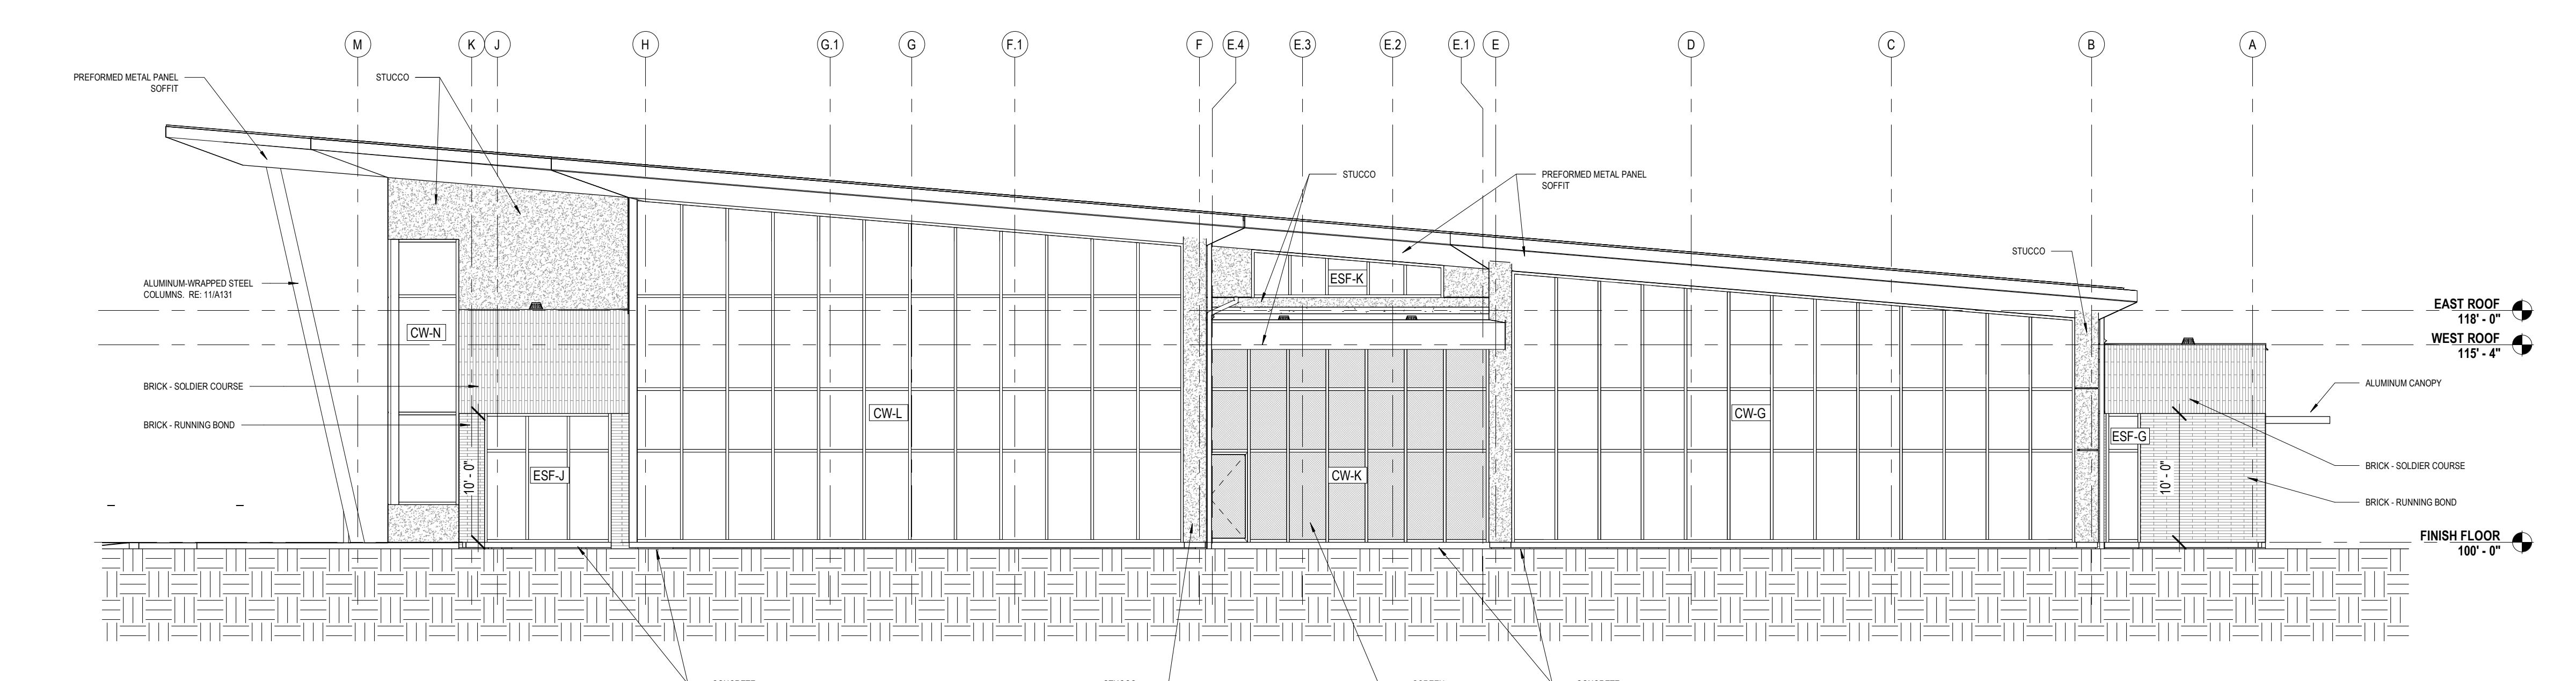 M
K
J
H
G.1
G
F.1
F
E.4
E.3
E.2
E.1
E
D
C
B
A
PREFORMED METAL PANEL
SOFFIT
STUCCO
STUCCO
PREFORMED METAL PANEL
SOFFIT
STUCCO
ALUMINUM-WRAPPED STEEL
COLUMNS. RE: 11/A131
ESF-K
EAST ROOF
118' - 0"
CW-N
WEST ROOF
115' - 4"
BRICK - SOLDIER COURSE
ALUMINUM CANOPY
CW-L
CW-G
BRICK - RUNNING BOND
ESF-G
10' - 0"
ESF-J
CW-K
10' - 0"
BRICK - SOLDIER COURSE
BRICK - RUNNING BOND
FINISH FLOOR
100' - 0"